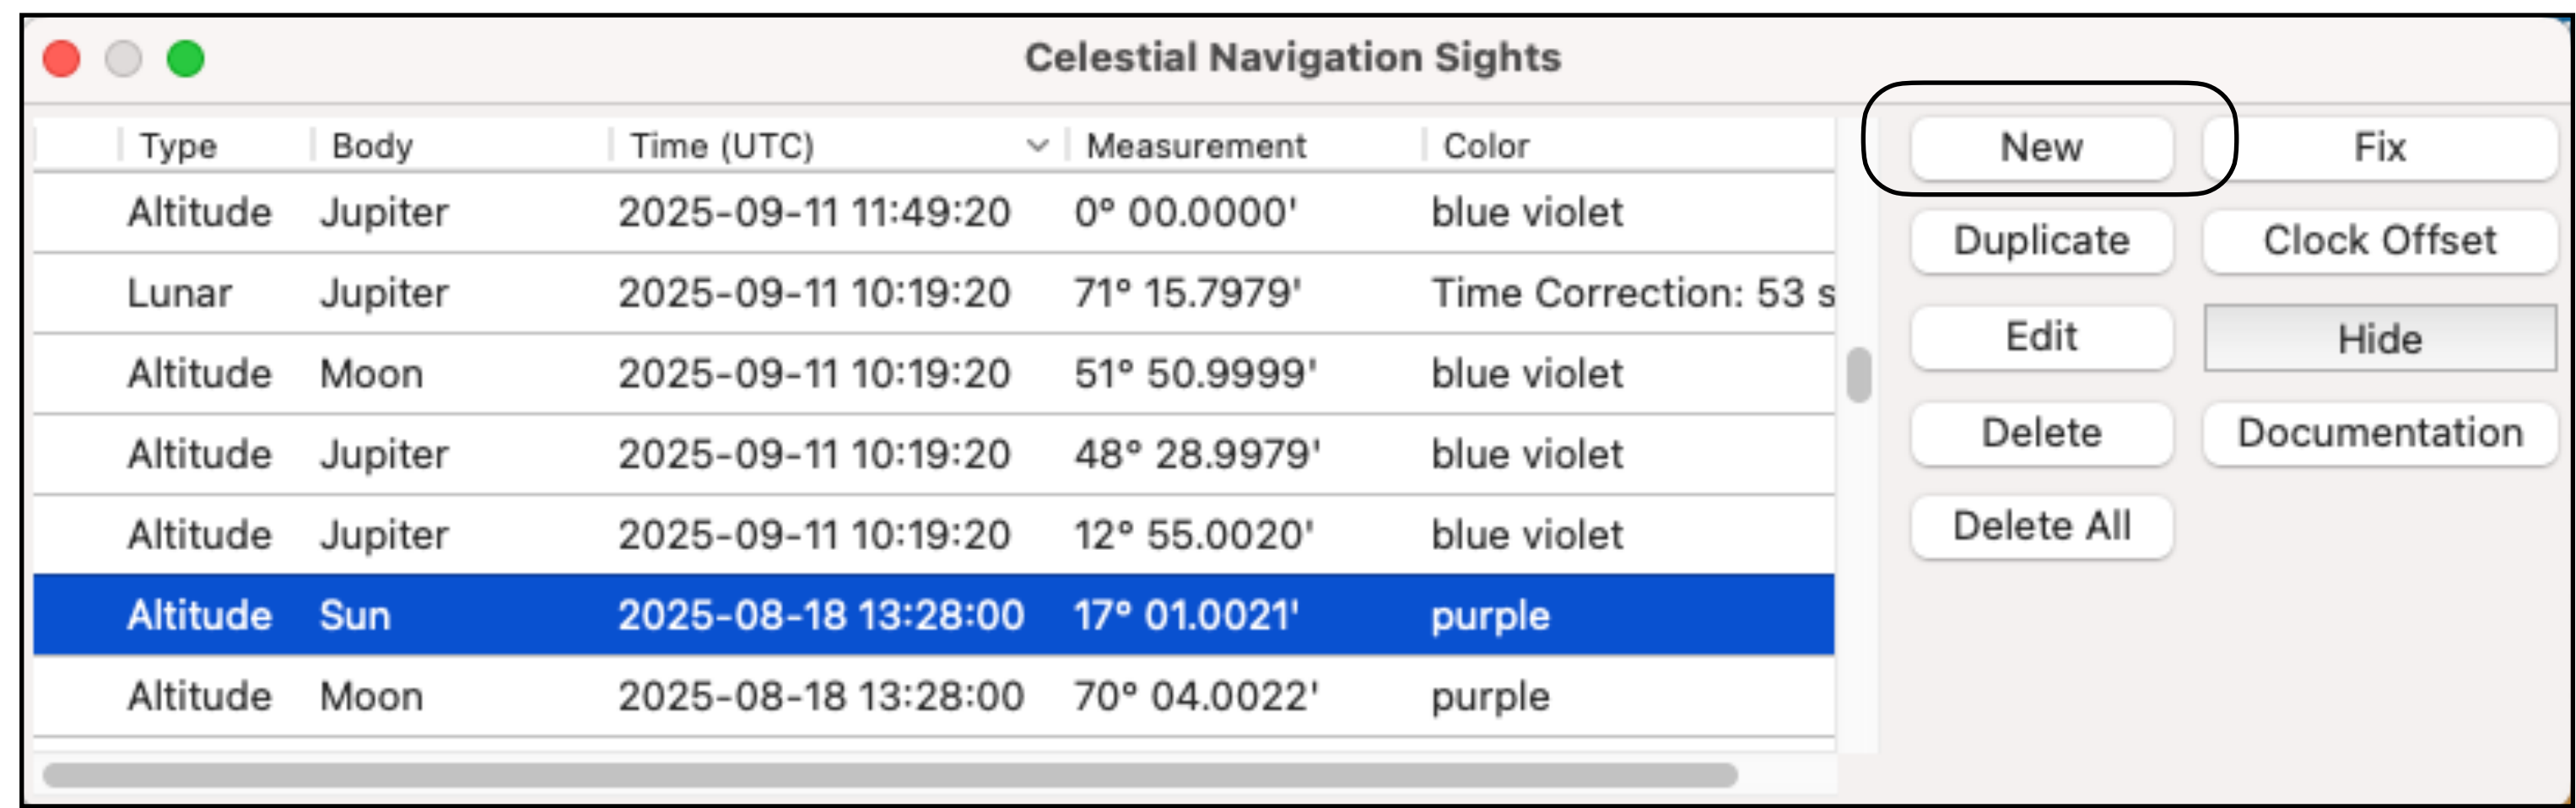 Celestial Navigation Sights
Type Body Time (UTC) Measurement Color
Altitude Jupiter 2025-09-11 11:49:20 0° 00.0000' blue violet
Lunar Jupiter 2025-09-11 10:19:20 71° 15.7979' Time Correction: 53 s
Altitude Moon 2025-09-11 10:19:20 51° 50.9999' blue violet
Altitude Jupiter 2025-09-11 10:19:20 48° 28.9979' blue violet
Altitude Jupiter 2025-09-11 10:19:20 12° 55.0020' blue violet
Altitude Sun 2025-08-18 13:28:00 17° 01.0021' purple
Altitude Moon 2025-08-18 13:28:00 70° 04.0022' purple
New Fix
Duplicate Clock Offset
Edit Hide
Delete Documentation
Delete All